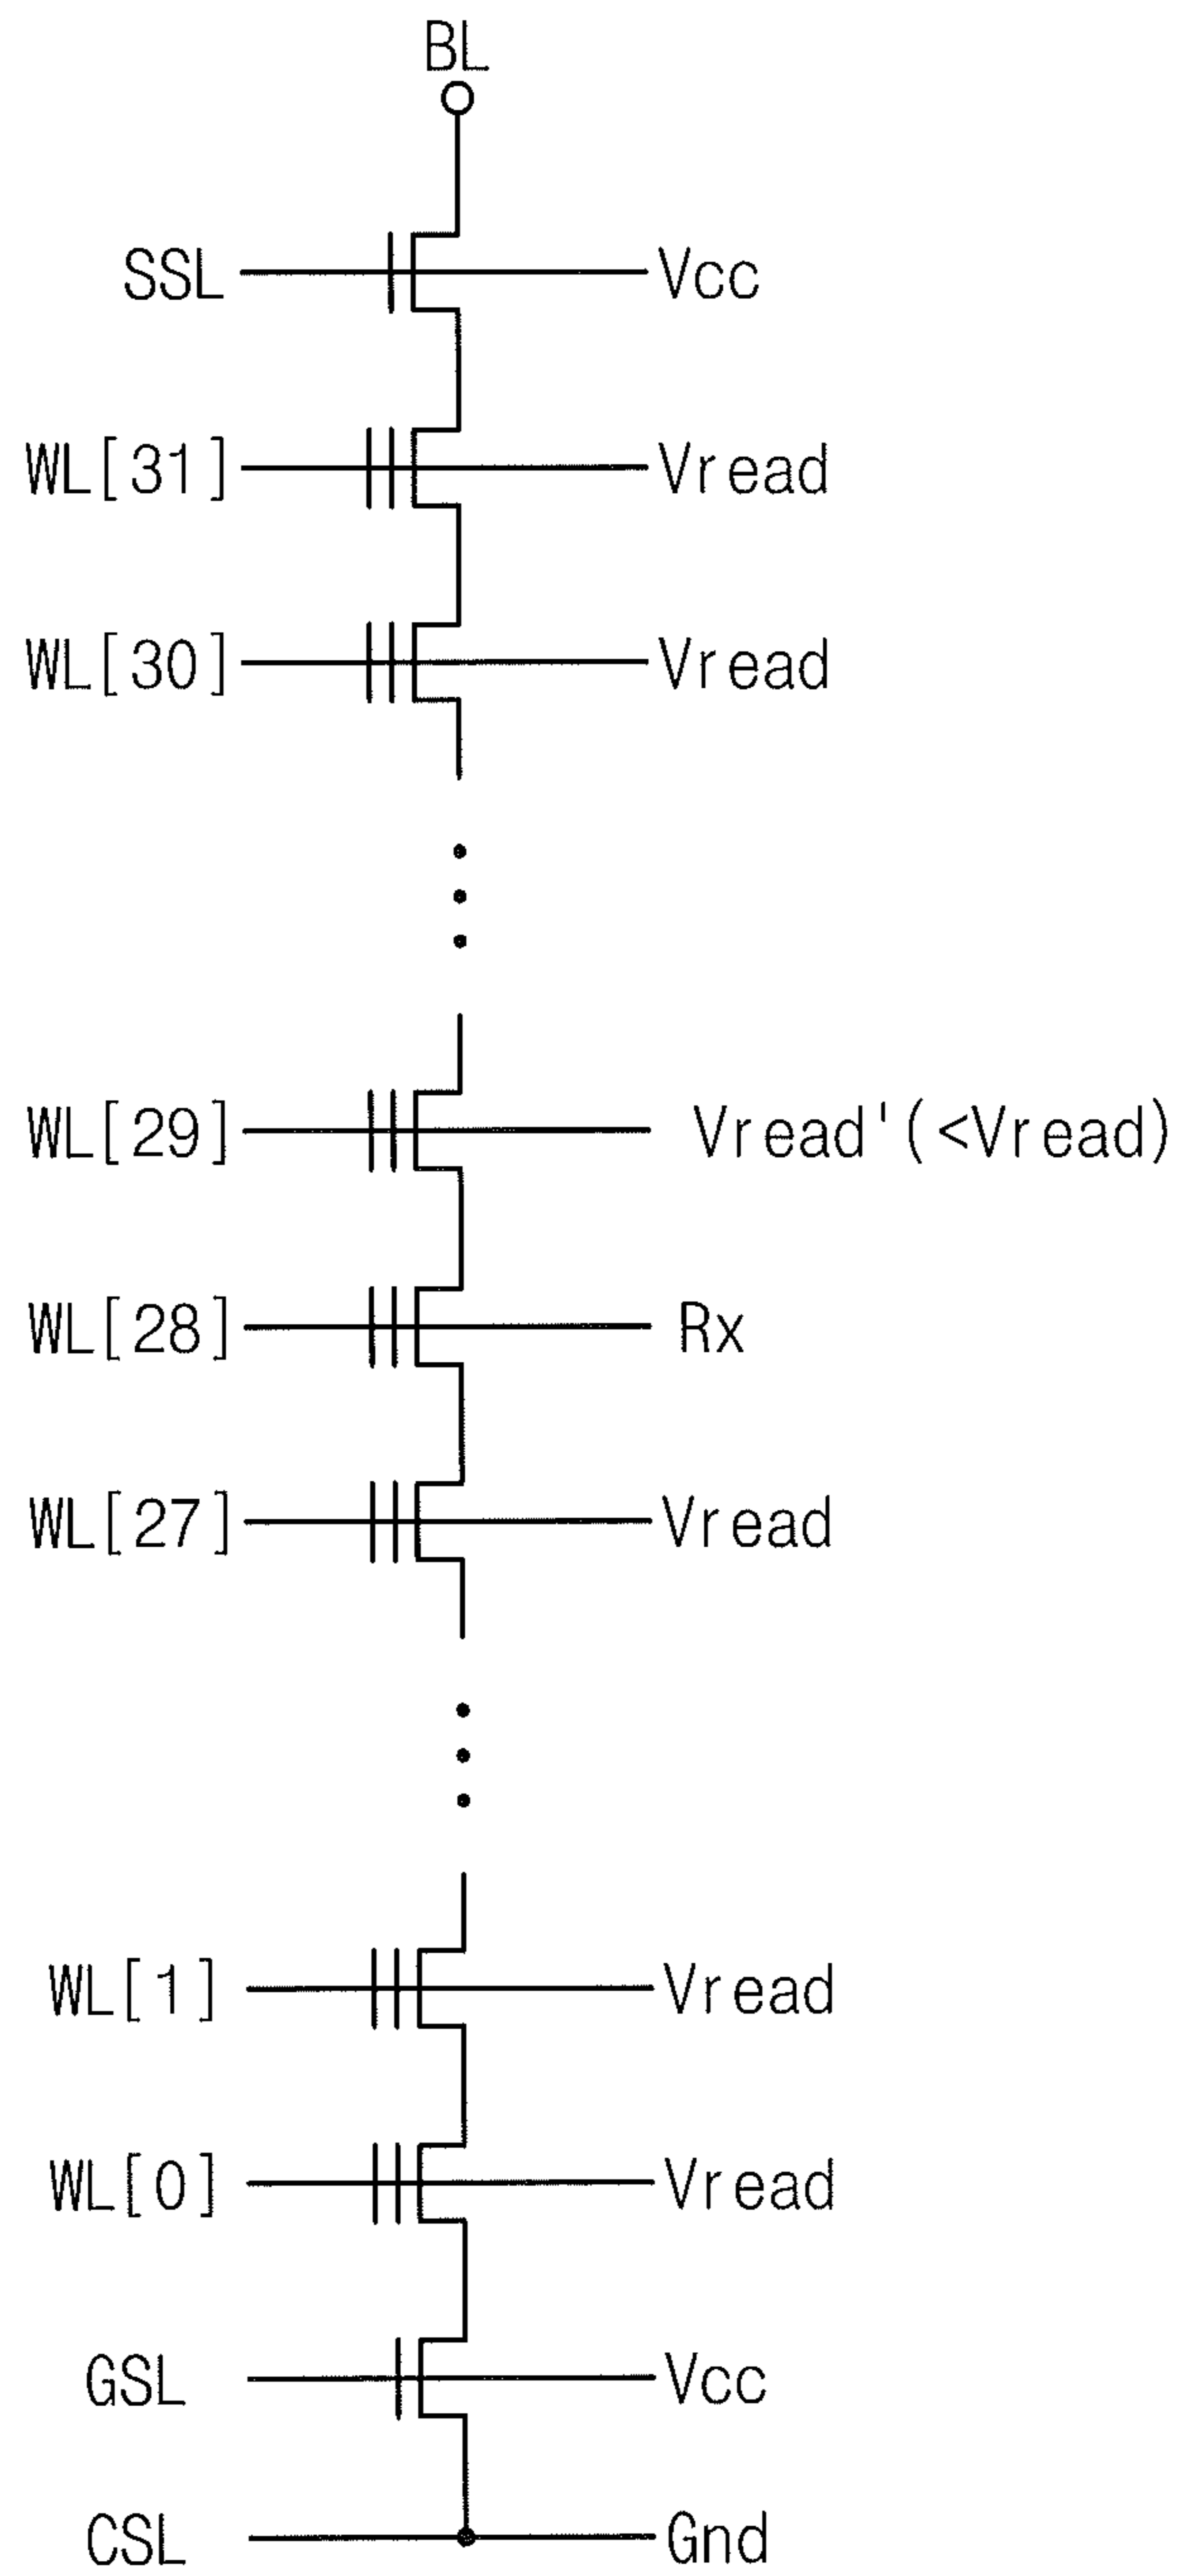 BL
SSL Vcc
WL[31] Vread
WL[30] Vread
WL[29] Vread'(<Vread)
WL[28] Rx
WL[27] Vread
WL[1] Vread
WL[0] Vread
GSL Vcc
CSL Gnd